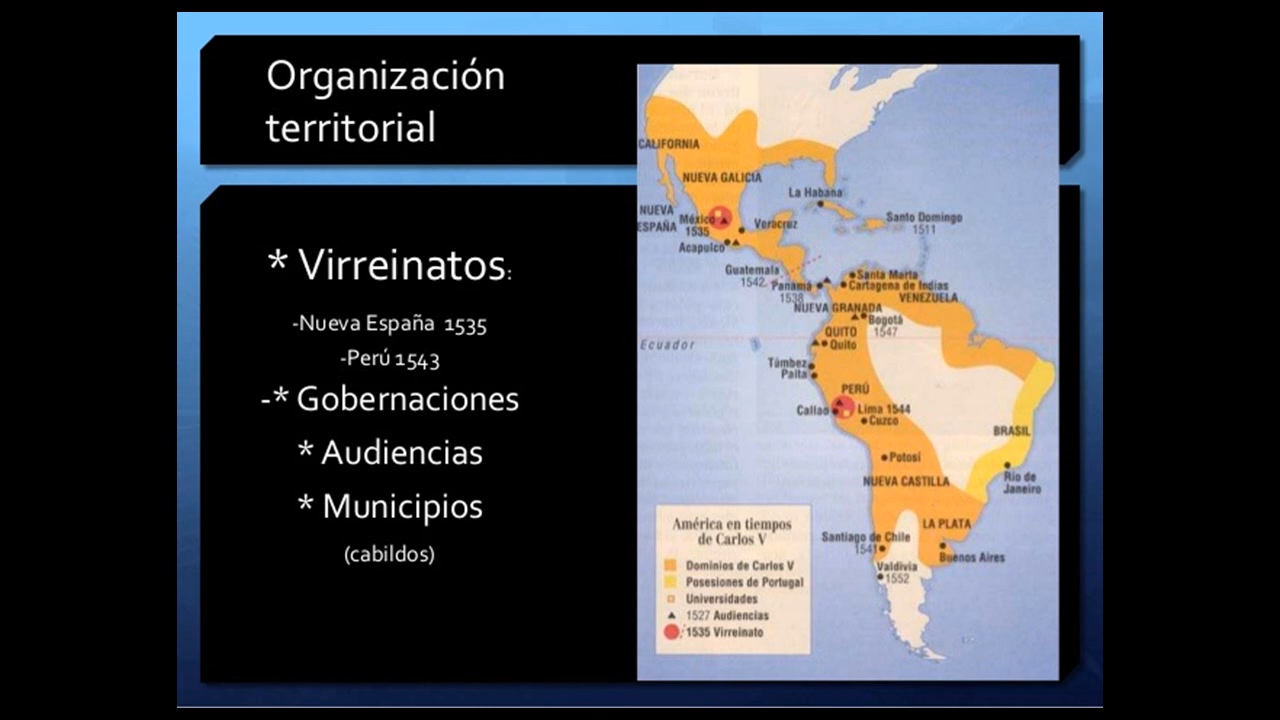 Organización
territorial
* Virreinatos:
-Nueva España 1535
-Perú 1543
-* Gobernaciones
* Audiencias
* Municipios
(cabildos)
CALIFORNIA
NUEVA GALICIA
La Habana
NUEVA
ESPAÑA
México
1535
Veracruz
Santo Domingo
1511
Acapulco
Guatemala
1542
Panamá
1538
Santa Marta
Cartagena de Indias
VENEZUELA
NUEVA GRANADA
Bogotá
1547
QUITO
Quito
Ecuador
Túmbez
Paita
PERÚ
Callao
Lima 1544
Cuzco
BRASIL
Potosí
Río de
Janeiro
NUEVA CASTILLA
LA PLATA
Santiago de Chile
1541
Buenos Aires
Valdivia
1552
América en tiempos
de Carlos V
Dominios de Carlos V
Posesiones de Portugal
Universidades
1527 Audiencias
1535 Virreinato